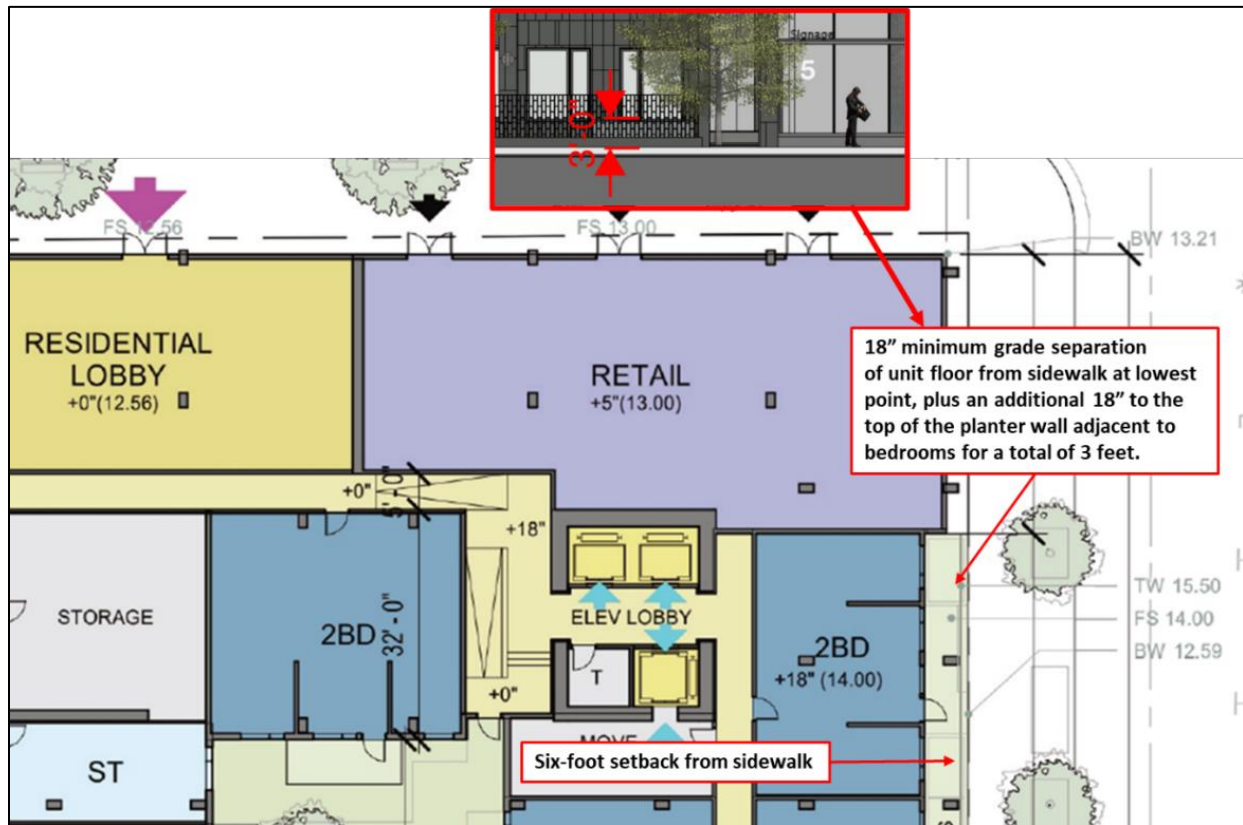 Signage
5
3'-0"
FS 12.56
FS 13.00
BW 13.21
RESIDENTIAL
LOBBY
+0"(12.56)
RETAIL
+5"(13.00)
18” minimum grade separation
of unit floor from sidewalk at lowest
point, plus an additional 18” to the
top of the planter wall adjacent to
bedrooms for a total of 3 feet.
+0"
5' - 0"
+18"
STORAGE
2BD
32' - 0"
ELEV LOBBY
T
+0"
2BD
+18" (14.00)
TW 15.50
FS 14.00
BW 12.59
MOVE
Six-foot setback from sidewalk
ST